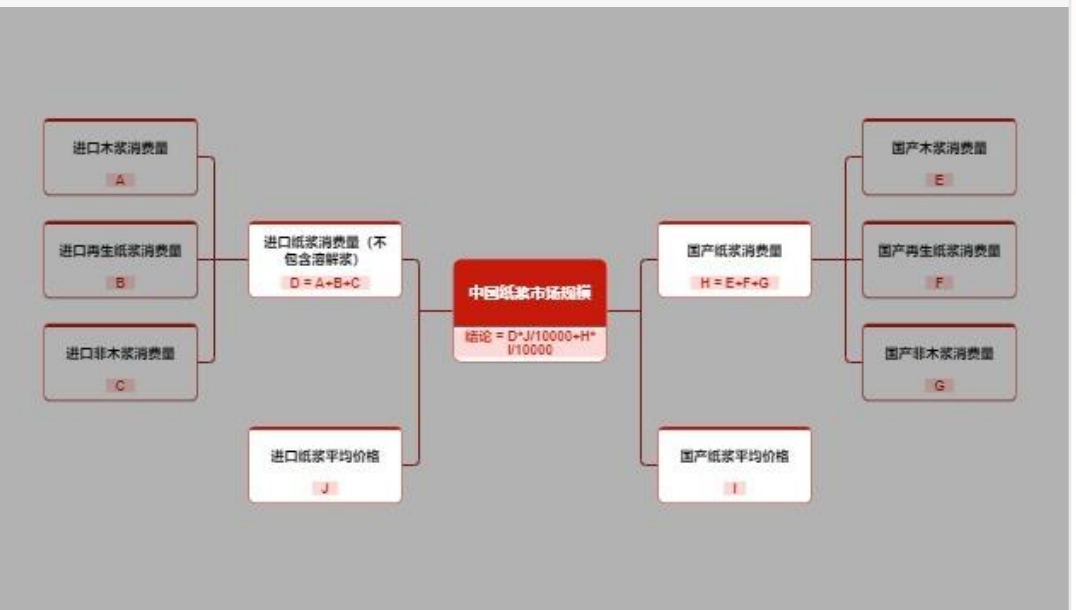 进口木浆消费量
A
进口再生纸浆消费量
B
进口非木浆消费量
C
进口纸浆消费量（不
包含溶解浆）
D = A+B+C
进口纸浆平均价格
J
中国纸浆市场规模
结论 = D*J/10000+H*
I/10000
国产纸浆消费量
H = E+F+G
国产纸浆平均价格
I
国产木浆消费量
E
国产再生纸浆消费量
F
国产非木浆消费量
G